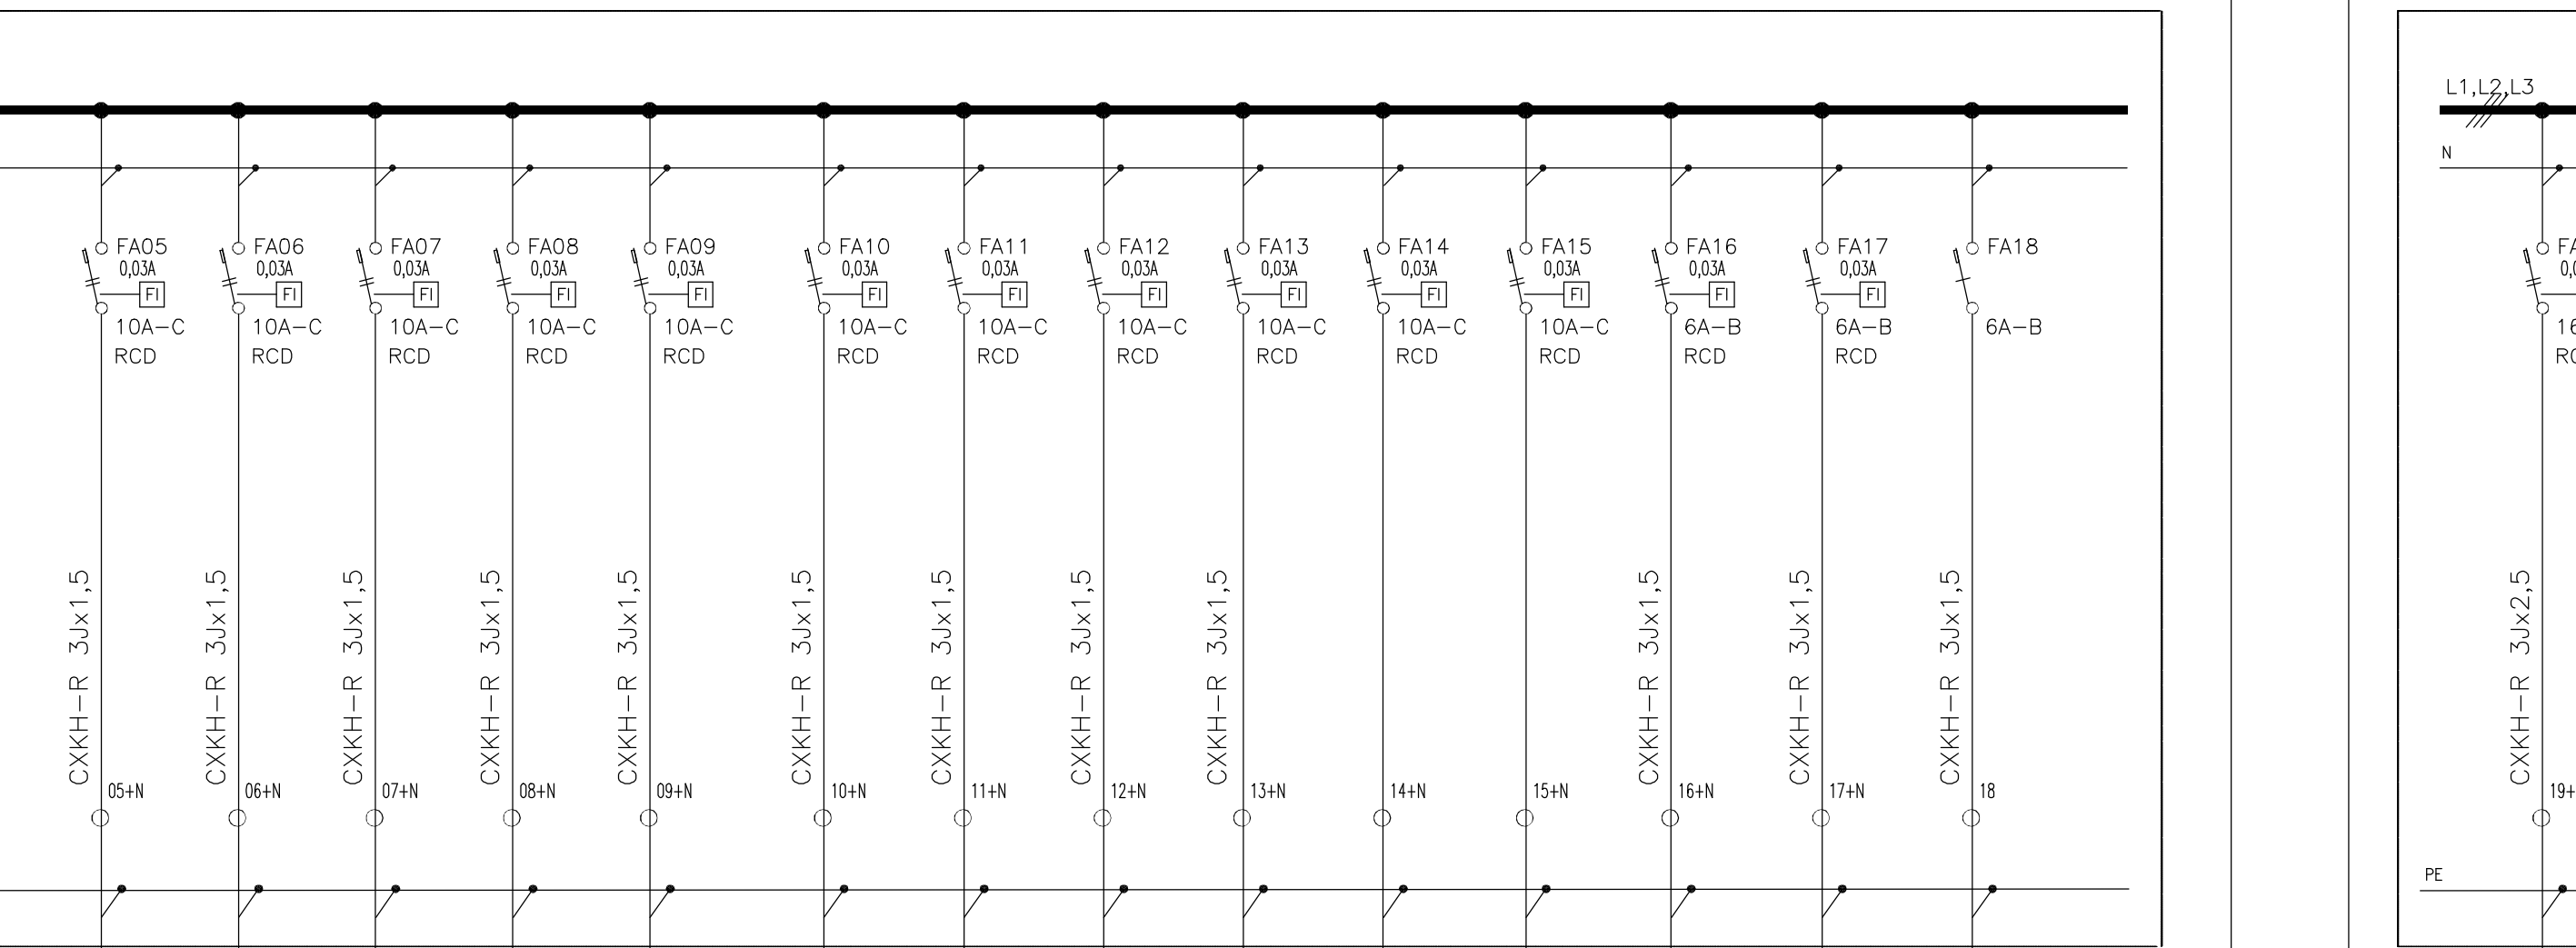 L1,L2,L3
N
FA05
0,03A
FI
10A-C
RCD
CXKH-R 3Jx1,5
05+N
FA06
0,03A
FI
10A-C
RCD
CXKH-R 3Jx1,5
06+N
FA07
0,03A
FI
10A-C
RCD
CXKH-R 3Jx1,5
07+N
FA08
0,03A
FI
10A-C
RCD
CXKH-R 3Jx1,5
08+N
FA09
0,03A
FI
10A-C
RCD
CXKH-R 3Jx1,5
09+N
FA10
0,03A
FI
10A-C
RCD
CXKH-R 3Jx1,5
10+N
FA11
0,03A
FI
10A-C
RCD
CXKH-R 3Jx1,5
11+N
FA12
0,03A
FI
10A-C
RCD
CXKH-R 3Jx1,5
12+N
FA13
0,03A
FI
10A-C
RCD
CXKH-R 3Jx1,5
13+N
FA14
0,03A
FI
10A-C
RCD
14+N
FA15
0,03A
FI
10A-C
RCD
15+N
FA16
0,03A
FI
6A-B
RCD
CXKH-R 3Jx1,5
16+N
FA17
0,03A
FI
6A-B
RCD
CXKH-R 3Jx1,5
17+N
FA18
6A-B
CXKH-R 3Jx1,5
18
CXKH-R 3Jx2,5
19+
PE